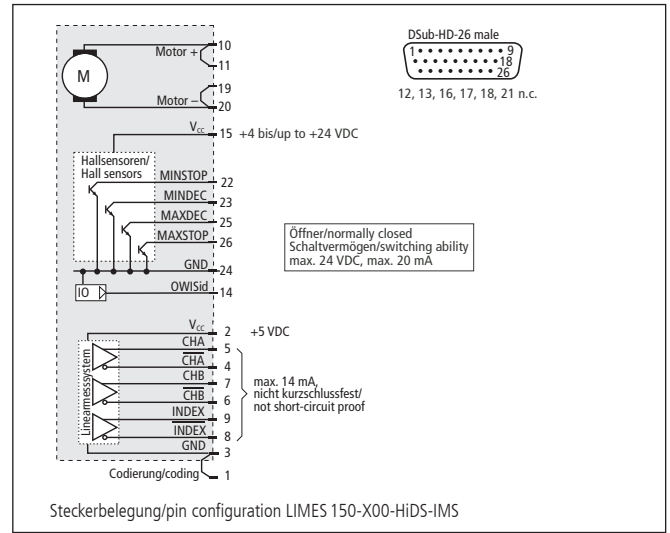 DSub-HD-26 male
1
9
18
26
12, 13, 16, 17, 18, 21 n.c.
M
Motor + 10
11
19
Motor – 20
Vcc 15 +4 bis/up to +24 VDC
Hallsensoren/
Hall sensors
MINSTOP 22
MINDEC 23
MAXDEC 25
MAXSTOP 26
GND 24
IO OWISid 14
Öffner/normally closed
Schaltvermögen/switching ability
max. 24 VDC, max. 20 mA
Linearmesssystem
Vcc 2 +5 VDC
CHA 5
C̅H̅A̅ 4
CHB 7
C̅H̅B̅ 6
INDEX 9
I̅N̅D̅E̅X̅ 8
GND 3
max. 14 mA,
nicht kurzschlussfest/
not short-circuit proof
Codierung/coding 1
Steckerbelegung/pin configuration LIMES 150-X00-HiDS-IMS